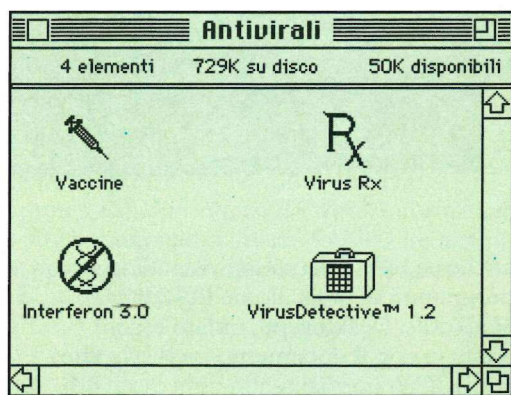 Antivirali
4 elementi 729K su disco 50K disponibili
Vaccine Virus Rx
Interferon 3.0 VirusDetective™ 1.2